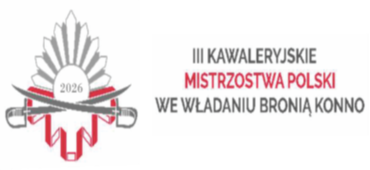 2026
III KAWALERYJSKIE
MISTRZOSTWA POLSKI
WE WŁADANIU BRONIĄ KONNO